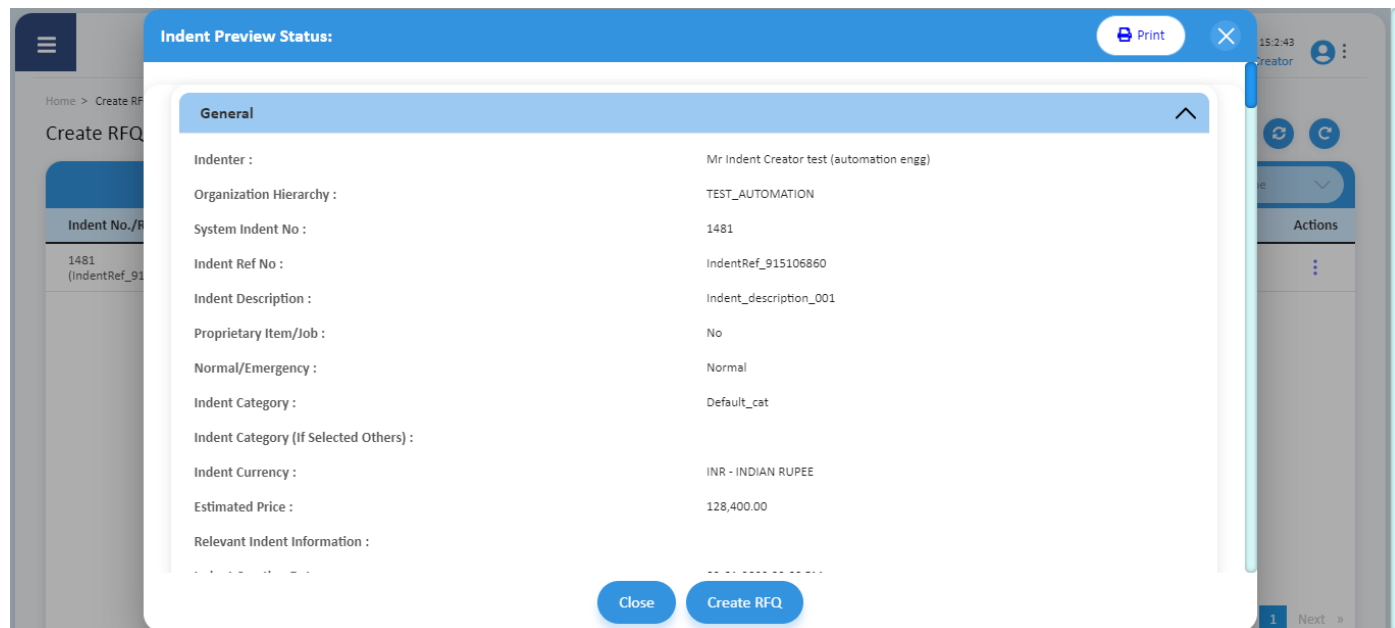 Indent Preview Status:
Print
15:2:43
Creator
Home > Create RF
Create RFQ
General
Indenter : Mr Indent Creator test (automation engg)
Organization Hierarchy : TEST_AUTOMATION
Indent No./R
Actions
System Indent No : 1481
1481
(IndentRef_91
Indent Ref No : IndentRef_915106860
Indent Description : Indent_description_001
Proprietary Item/Job : No
Normal/Emergency : Normal
Indent Category : Default_cat
Indent Category (If Selected Others) :
Indent Currency : INR - INDIAN RUPEE
Estimated Price : 128,400.00
Relevant Indent Information :
Close
Create RFQ
1 Next »